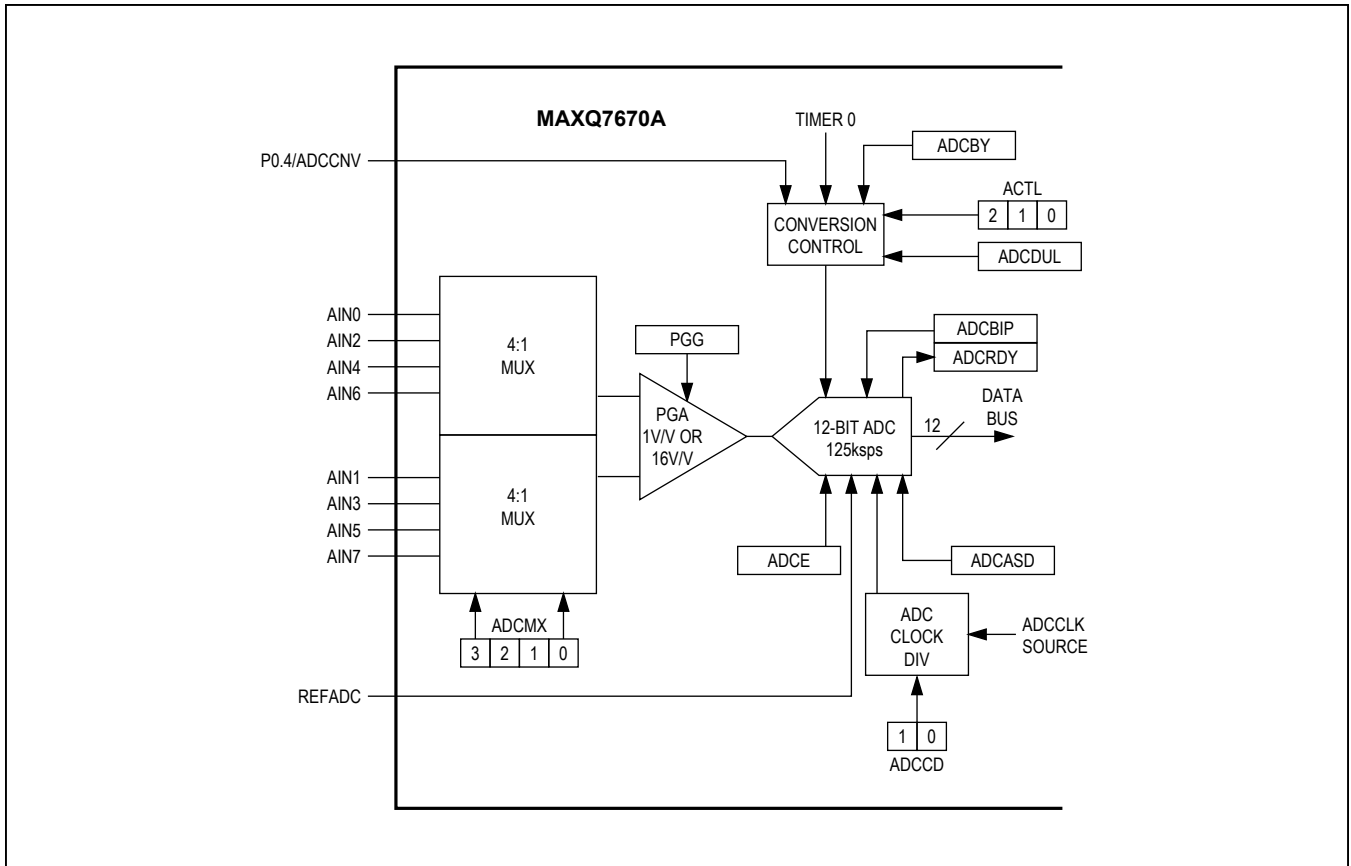 MAXQ7670A
TIMER 0
P0.4/ADCCNV
ADCBY
ACTL
2 1 0
CONVERSION
CONTROL
ADCDUL
AIN0
AIN2
AIN4
AIN6
4:1
MUX
PGG
ADCBIP
ADCRDY
PGA
1V/V OR
16V/V
12-BIT ADC
125ksps
12
DATA
BUS
AIN1
AIN3
AIN5
AIN7
4:1
MUX
ADCE
ADCASD
ADCMX
3 2 1 0
ADC
CLOCK
DIV
ADCCLK
SOURCE
REFADC
1 0
ADCCD